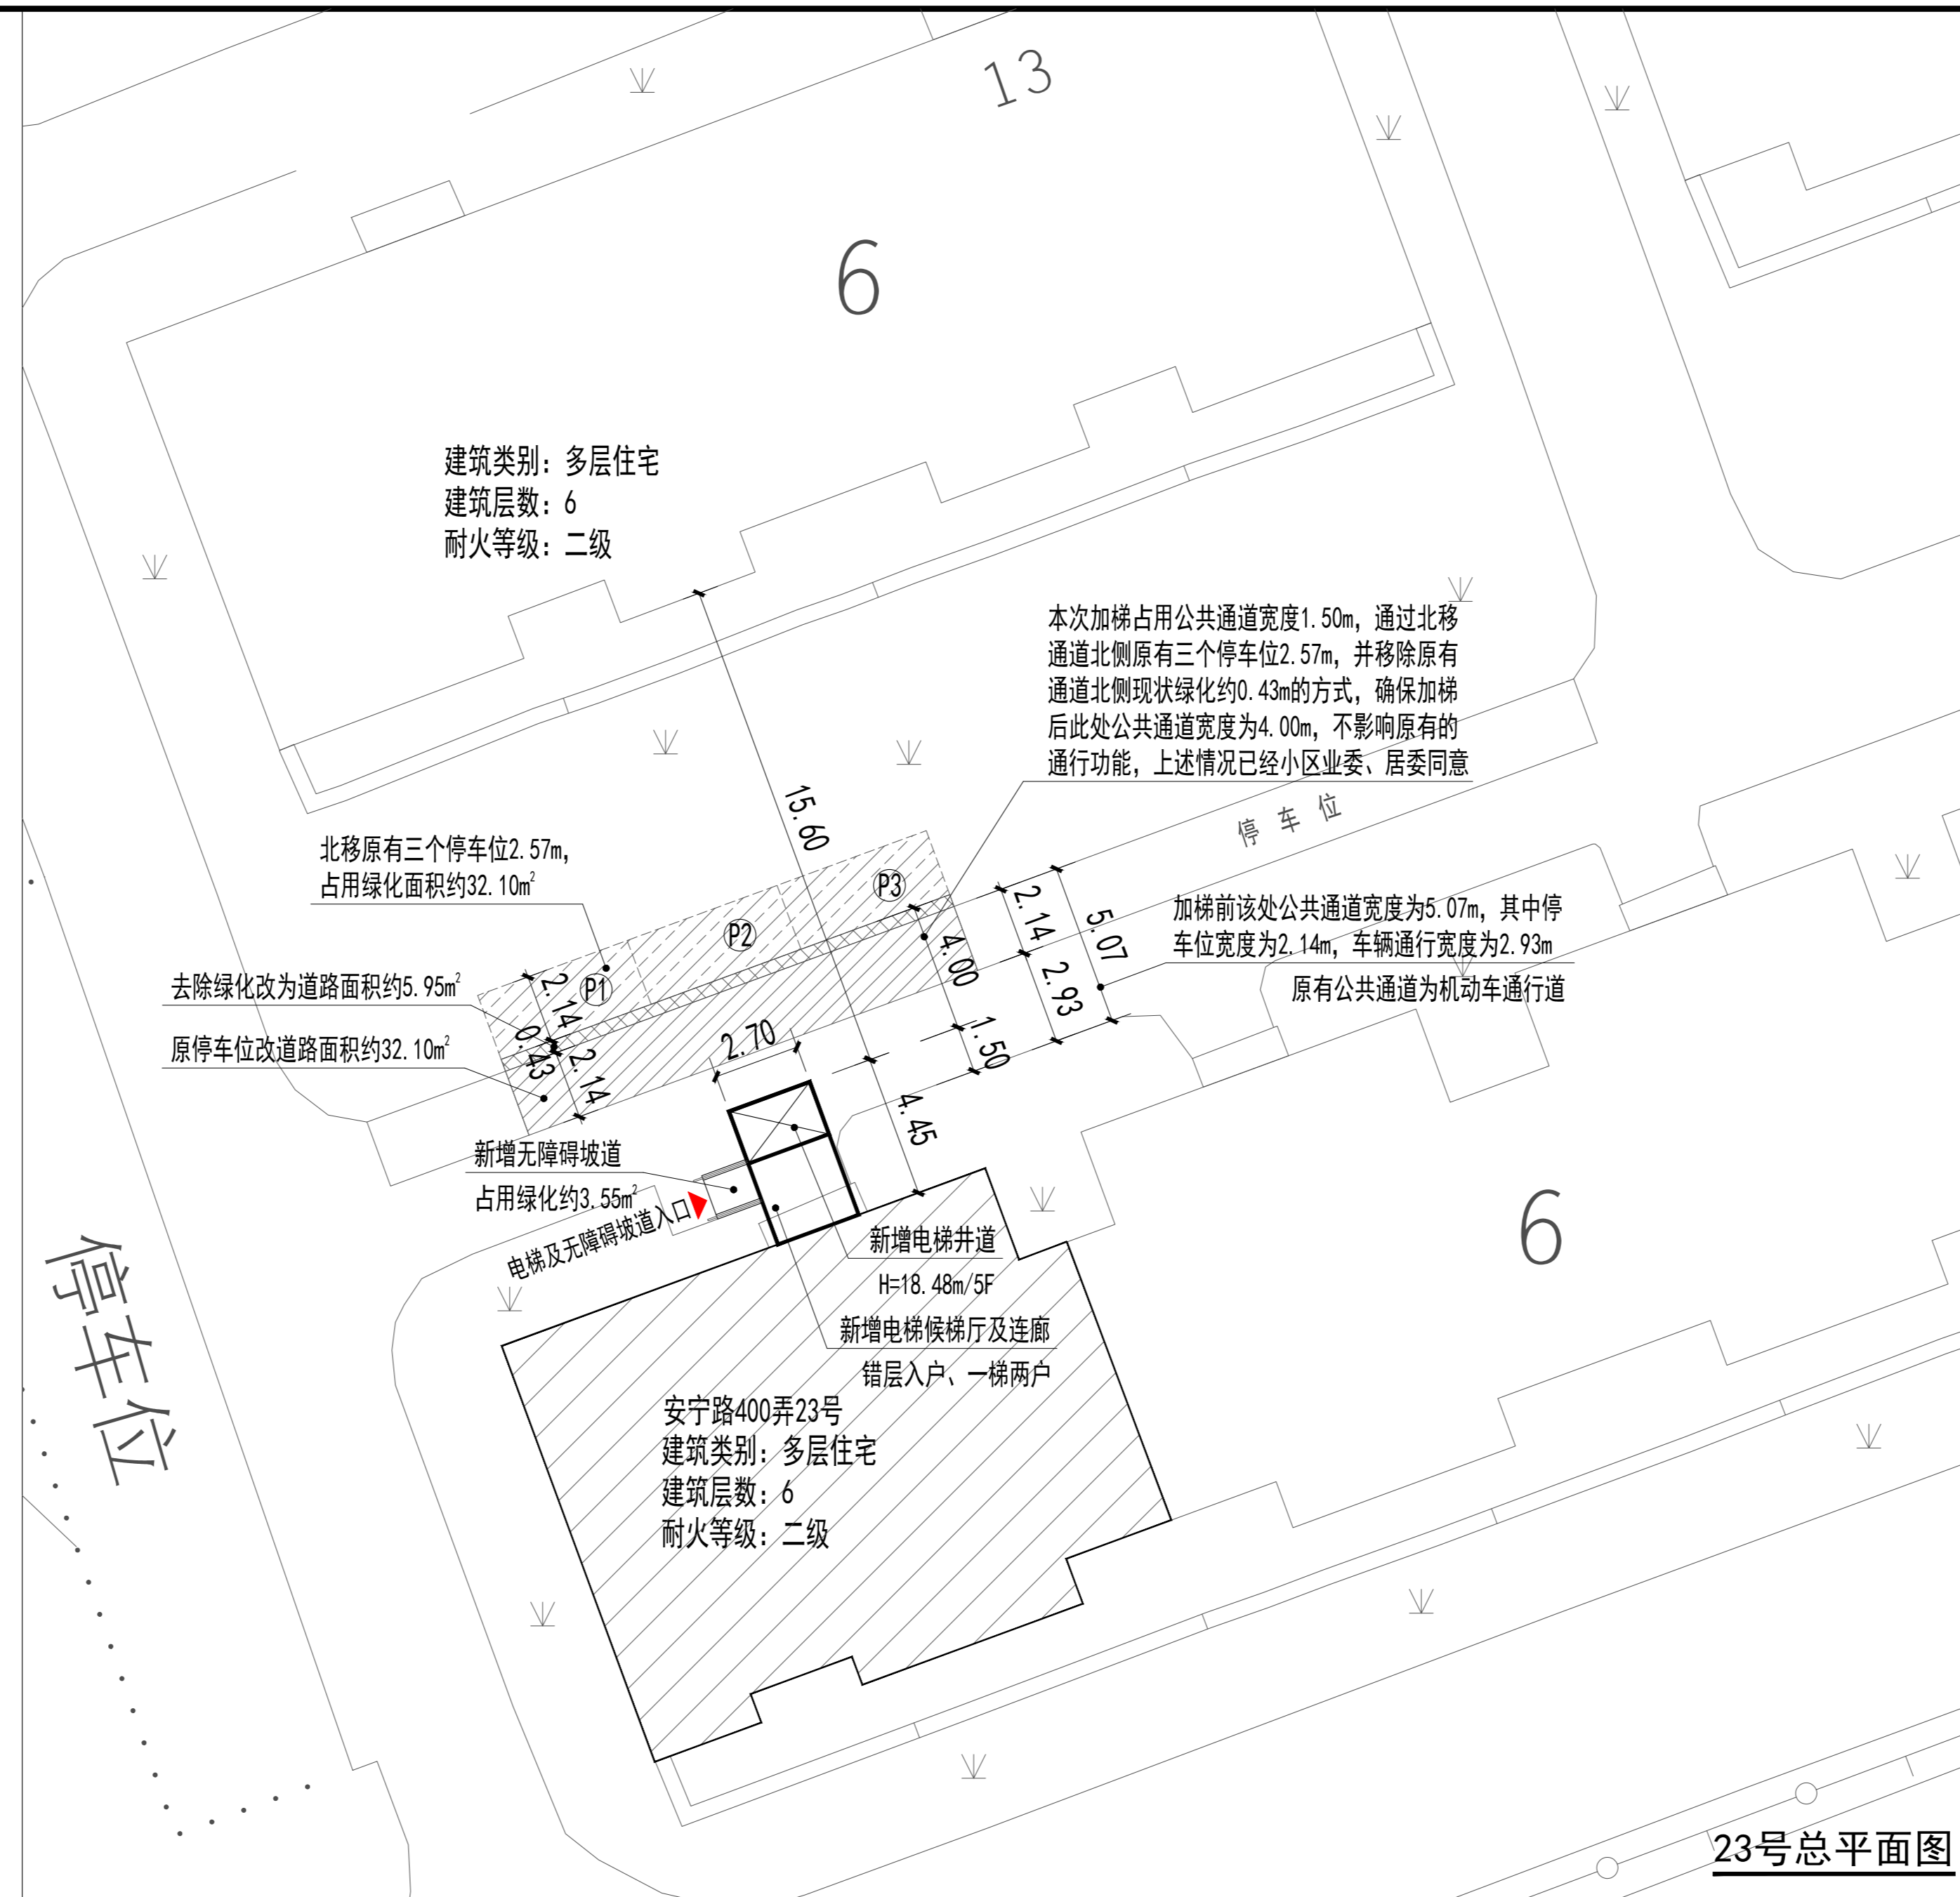 13
6
建筑类别：多层住宅
建筑层数：6
耐火等级：二级
本次加梯占用公共通道宽度1.50m，通过北移
通道北侧原有三个停车位2.57m，并移除原有
通道北侧现状绿化约0.43m的方式，确保加梯
后此处公共通道宽度为4.00m，不影响原有的
通行功能，上述情况已经小区业委、居委同意
15.60
停车位
北移原有三个停车位2.57m，
占用绿化面积约32.10m²
P3
P2
P1
2.14
5.07
4.00
2.93
加梯前该处公共通道宽度为5.07m，其中停
车位宽度为2.14m，车辆通行宽度为2.93m
原有公共通道为机动车通行道
去除绿化改为道路面积约5.95m²
原停车位改道路面积约32.10m²
2.14
0.43
2.14
2.70
1.50
4.45
新增无障碍坡道
占用绿化约3.55m²
电梯及无障碍坡道入口
新增电梯井道
H=18.48m/5F
新增电梯候梯厅及连廊
错层入户、一梯两户
6
停车位
安宁路400弄23号
建筑类别：多层住宅
建筑层数：6
耐火等级：二级
23号总平面图